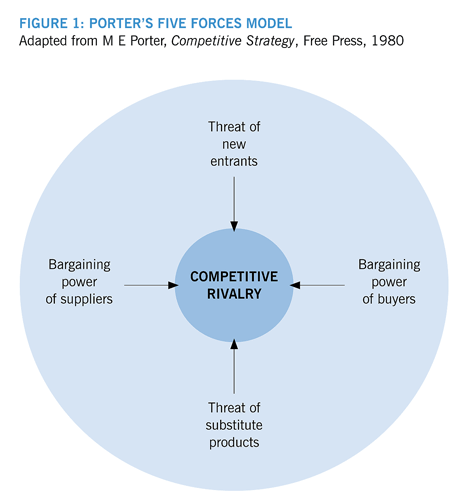 FIGURE 1: PORTER’S FIVE FORCES MODEL
Adapted from M E Porter, Competitive Strategy, Free Press, 1980
Threat of
new
entrants
Bargaining
power
of suppliers
COMPETITIVE
RIVALRY
Bargaining
power
of buyers
Threat of
substitute
products